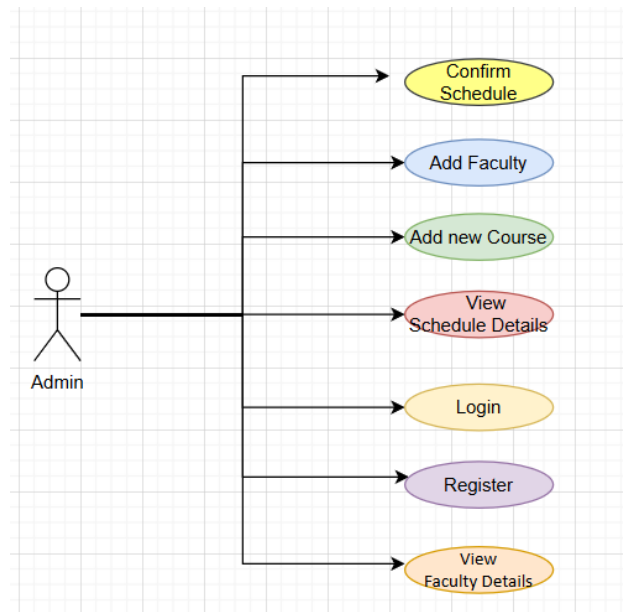 Confirm
Schedule
Add Faculty
Add new Course
View
Schedule Details
Admin
Login
Register
View
Faculty Details